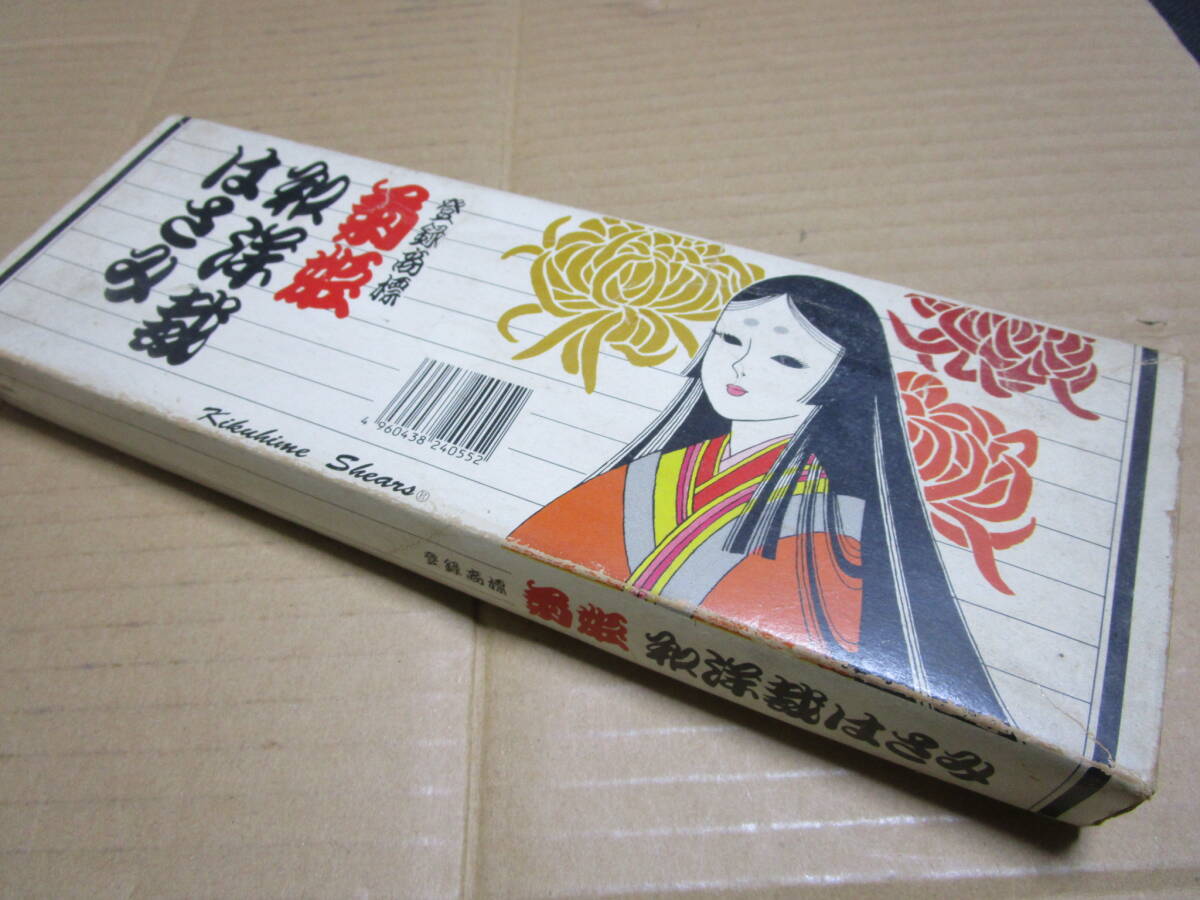 登録商標
菊姫
和洋裁
はさみ
4 960438 240552
Kikuhime Shears®
登録商標 菊姫 和洋裁はさみ